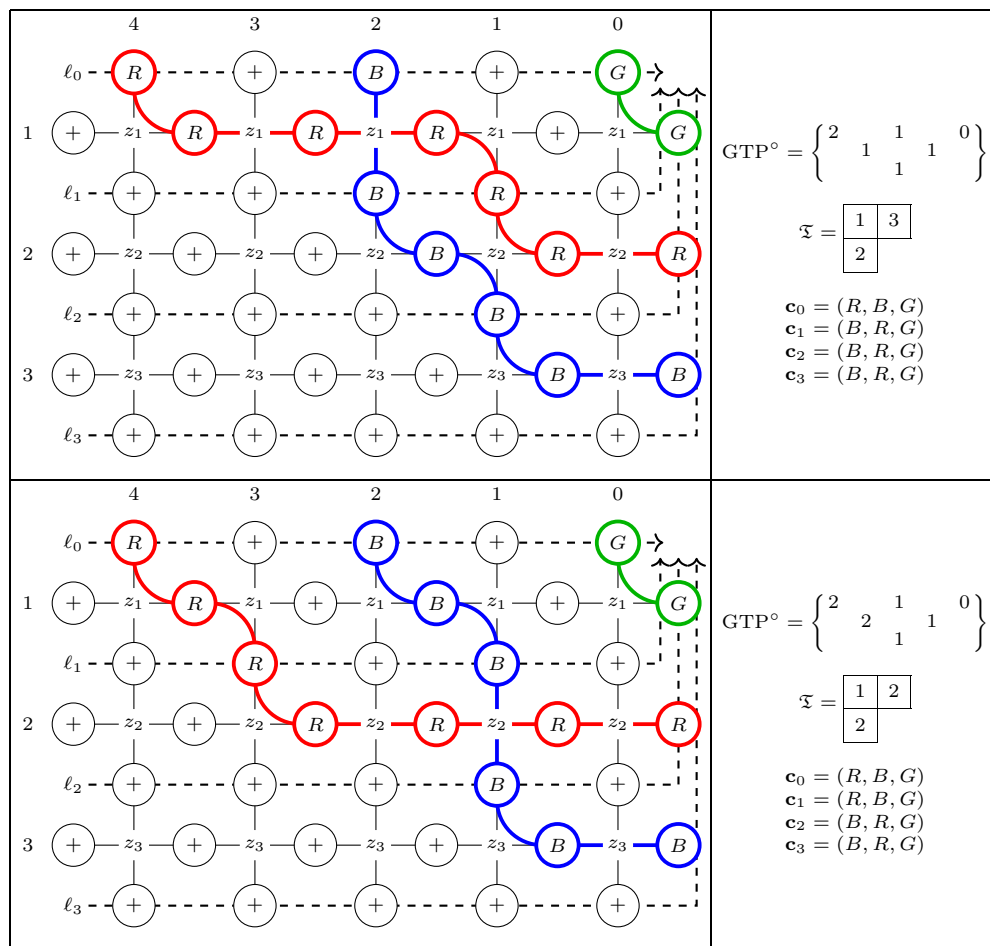 4 3 2 1 0
ℓ₀ R + B + G
1 + z₁ R z₁ R z₁ R z₁ + z₁ G
ℓ₁ + + B R +
2 + z₂ + z₂ + z₂ B z₂ R z₂ R
ℓ₂ + + + B +
3 + z₃ + z₃ + z₃ + z₃ B z₃ B
ℓ₃ + + + + +
2 1 0
GTP° = { 1 1 }
1
𝔗 = 1 3
2
c₀ = (R, B, G)
c₁ = (B, R, G)
c₂ = (B, R, G)
c₃ = (B, R, G)
4 3 2 1 0
ℓ₀ R + B + G
1 + z₁ R z₁ + z₁ B z₁ + z₁ G
ℓ₁ + R + B +
2 + z₂ + z₂ R z₂ R z₂ R z₂ R
ℓ₂ + + + B +
3 + z₃ + z₃ + z₃ + z₃ B z₃ B
ℓ₃ + + + + +
2 1 0
GTP° = { 2 1 }
1
𝔗 = 1 2
2
c₀ = (R, B, G)
c₁ = (R, B, G)
c₂ = (B, R, G)
c₃ = (B, R, G)